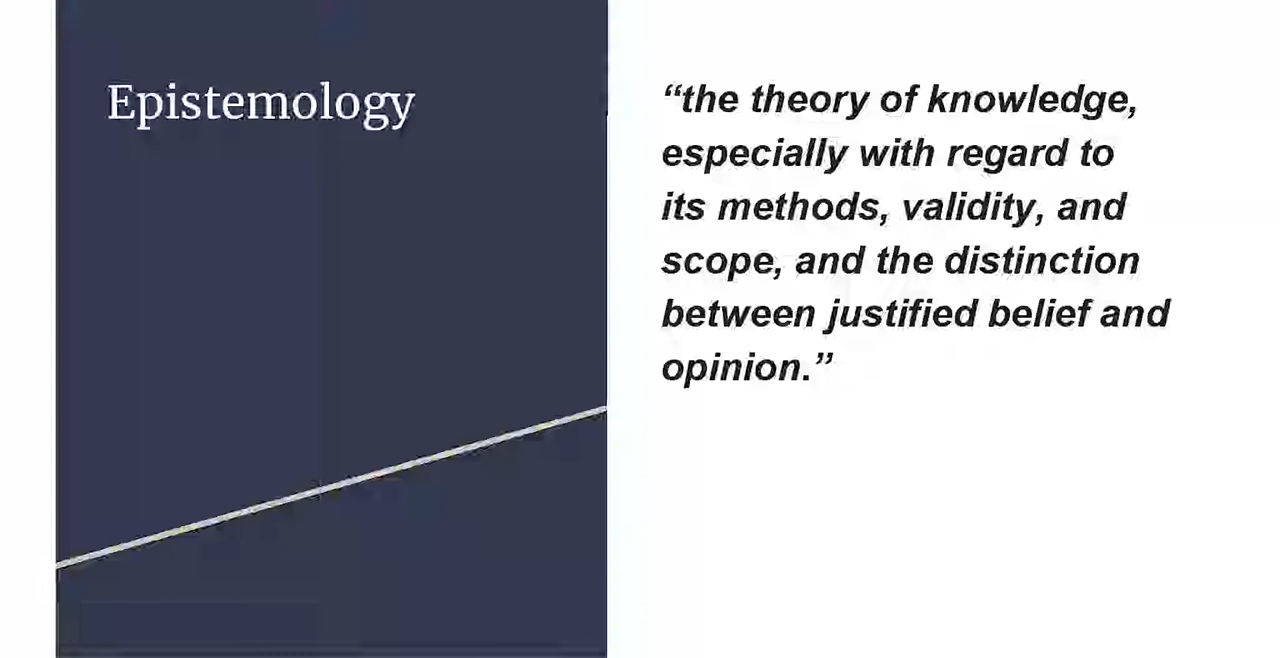 Epistemology
“the theory of knowledge,
especially with regard to
its methods, validity, and
scope, and the distinction
between justified belief and
opinion.”